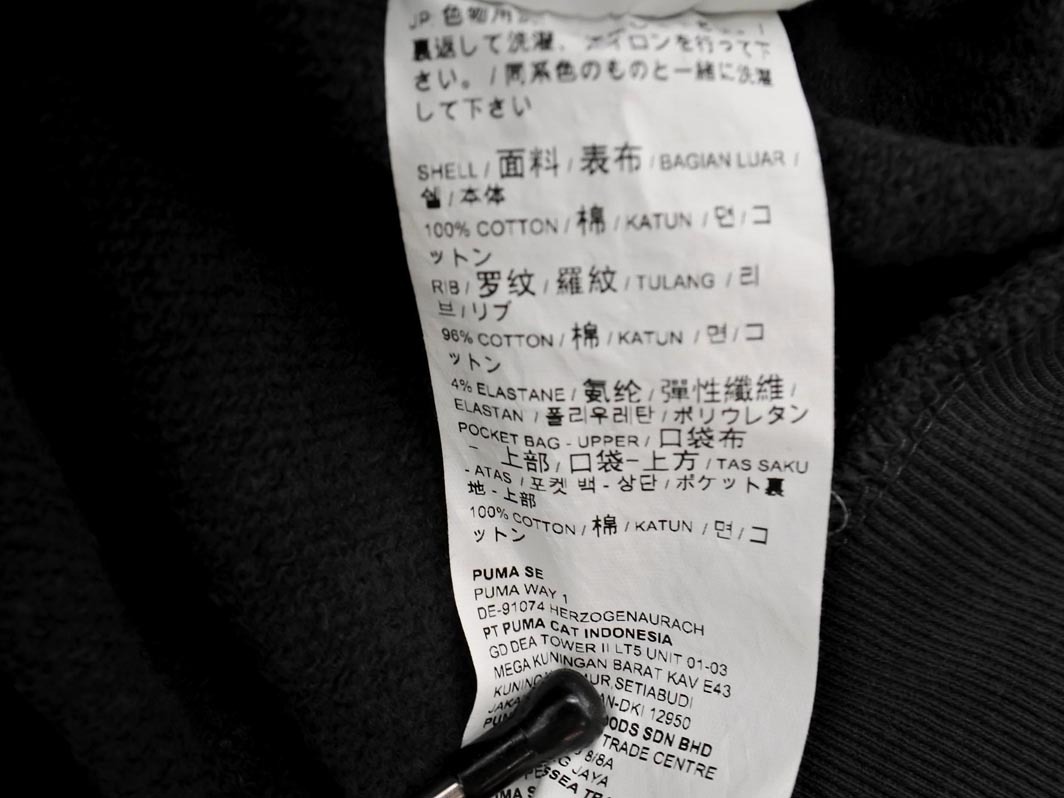 JP 色物用
裏返して洗濯、アイロンを行って下
さい。 / 同系色のものと一緒に洗濯
して下さい
SHELL / 面料 / 表布 / BAGIAN LUAR /
쉘 / 本体
100% COTTON / 棉 / KATUN / 면 / コ
ットン
RIB / 罗纹 / 羅紋 / TULANG / 리
브 / リブ
96% COTTON / 棉 / KATUN / 면 / コ
ットン
4% ELASTANE / 氨纶 / 彈性纖維 /
ELASTAN / 폴리우레탄 / ポリウレタン
POCKET BAG - UPPER / 口袋布
- 上部 / 口袋-上方 / TAS SAKU
- ATAS / 포켓 백 - 상단 / ポケット裏
地 - 上部
100% COTTON / 棉 / KATUN / 면 / コ
ットン
PUMA SE
PUMA WAY 1
DE-91074 HERZOGENAURACH
PT PUMA CAT INDONESIA
GD DEA TOWER II LT5 UNIT 01-03
MEGA KUNINGAN BARAT KAV E43
SETIABUDI
12950
SDN BHD
TRADE CENTRE
8/8A
JAYA